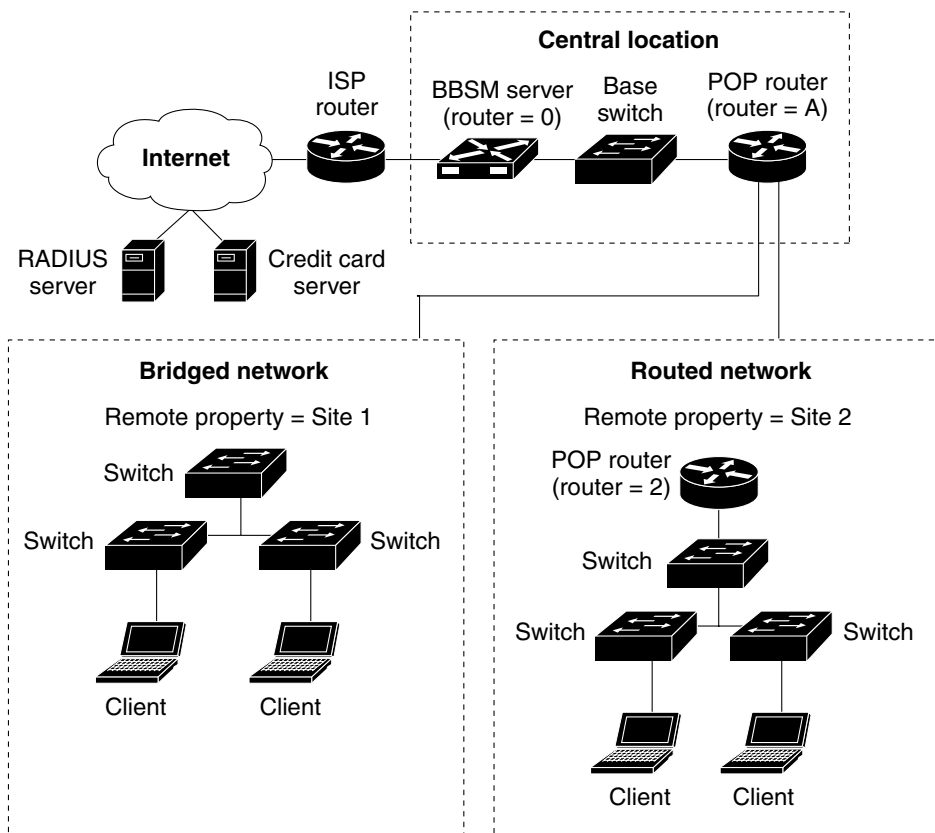 Central location
ISP
router
BBSM server
(router = 0)
Base
switch
POP router
(router = A)
Internet
RADIUS
server
Credit card
server
Bridged network
Remote property = Site 1
Switch
Switch
Switch
Client
Client
Routed network
Remote property = Site 2
POP router
(router = 2)
Switch
Switch
Switch
Client
Client